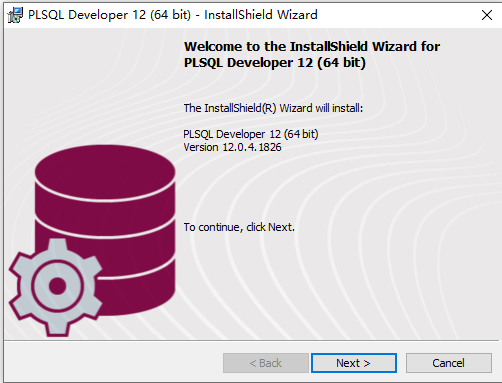 PLSQL Developer 12 (64 bit) - InstallShield Wizard
Welcome to the InstallShield Wizard for
PLSQL Developer 12 (64 bit)
The InstallShield(R) Wizard will install:
PLSQL Developer 12 (64 bit)
Version 12.0.4.1826
To continue, click Next.
< Back
Next >
Cancel